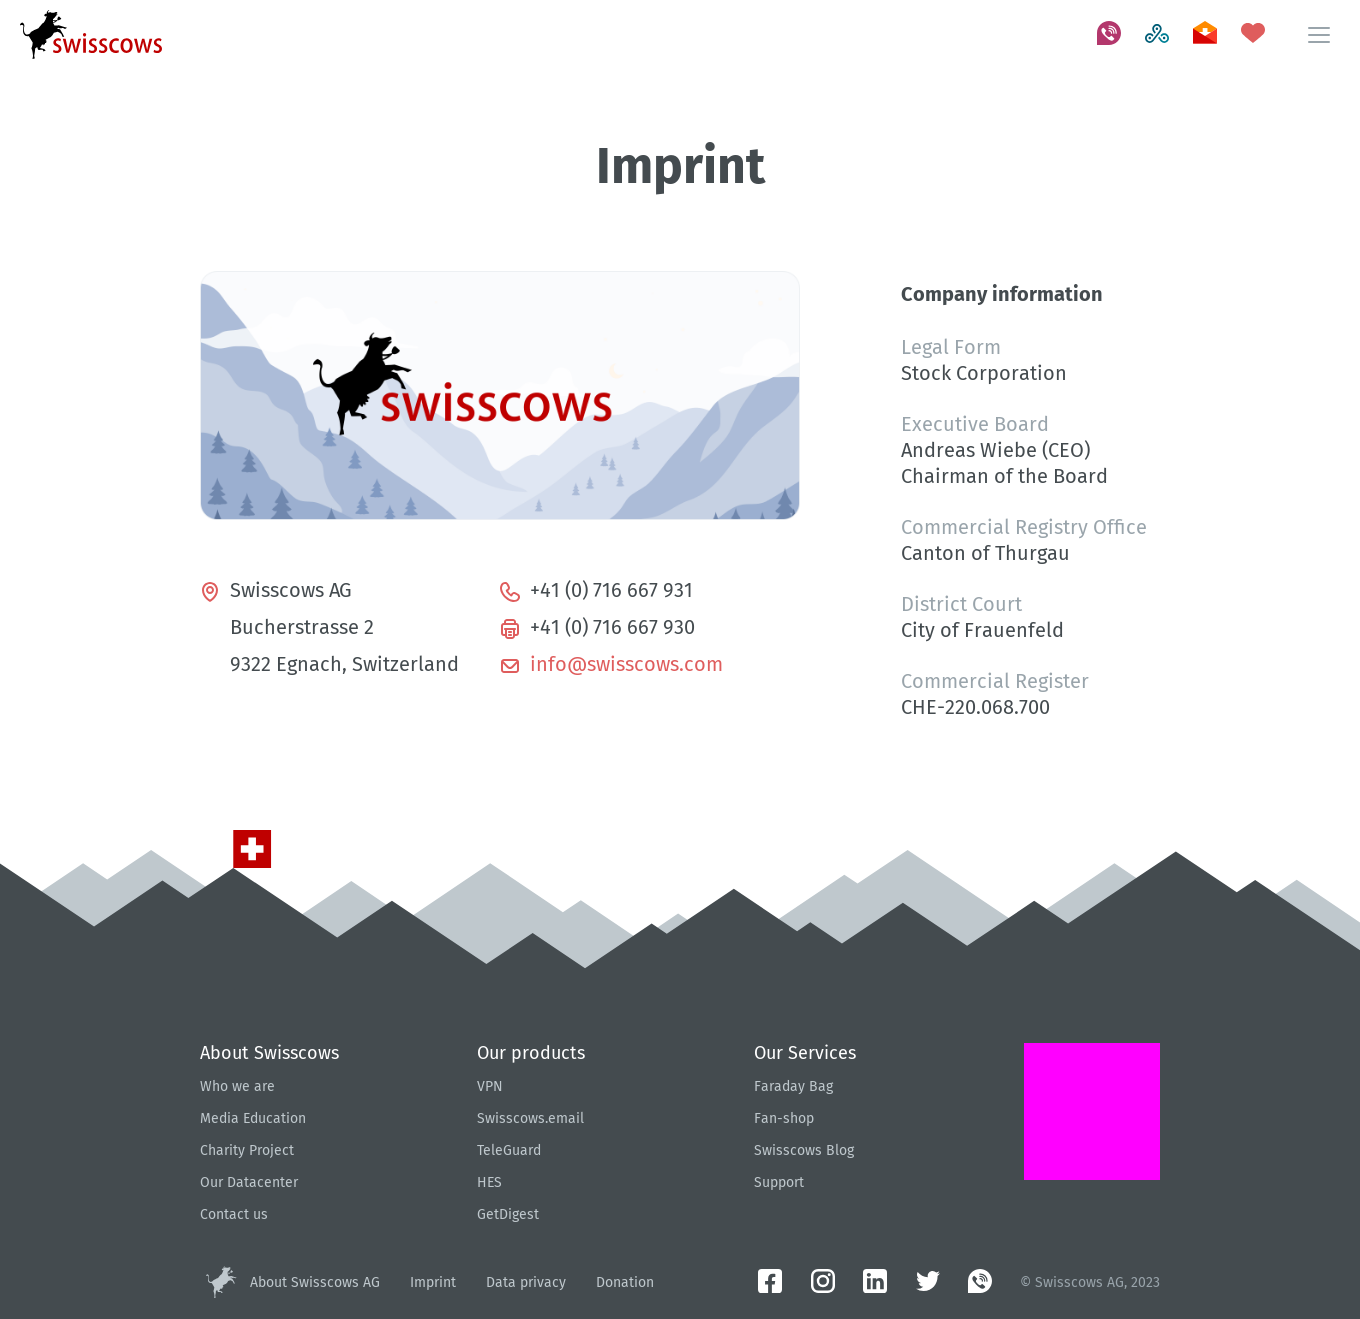 swisscows
Imprint
swisscows
Swisscows AG
Bucherstrasse 2
9322 Egnach, Switzerland
+41 (0) 716 667 931
+41 (0) 716 667 930
info@swisscows.com
Company information
Legal Form
Stock Corporation
Executive Board
Andreas Wiebe (CEO)
Chairman of the Board
Commercial Registry Office
Canton of Thurgau
District Court
City of Frauenfeld
Commercial Register
CHE-220.068.700
About Swisscows
Who we are
Media Education
Charity Project
Our Datacenter
Contact us
Our products
VPN
Swisscows.email
TeleGuard
HES
GetDigest
Our Services
Faraday Bag
Fan-shop
Swisscows Blog
Support
About Swisscows AG Imprint Data privacy Donation
© Swisscows AG, 2023